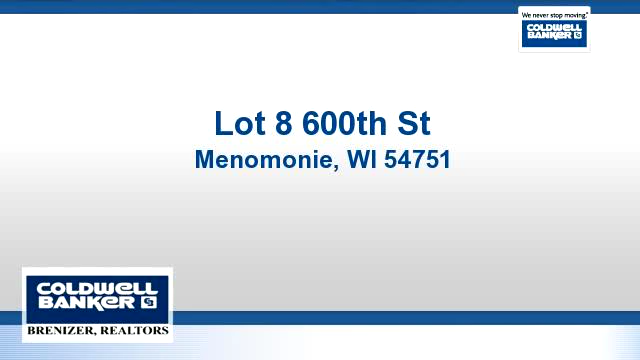 We never stop moving.®
COLDWELL
BANKER
Lot 8 600th St
Menomonie, WI 54751
COLDWELL
BANKER
BRENIZER, REALTORS